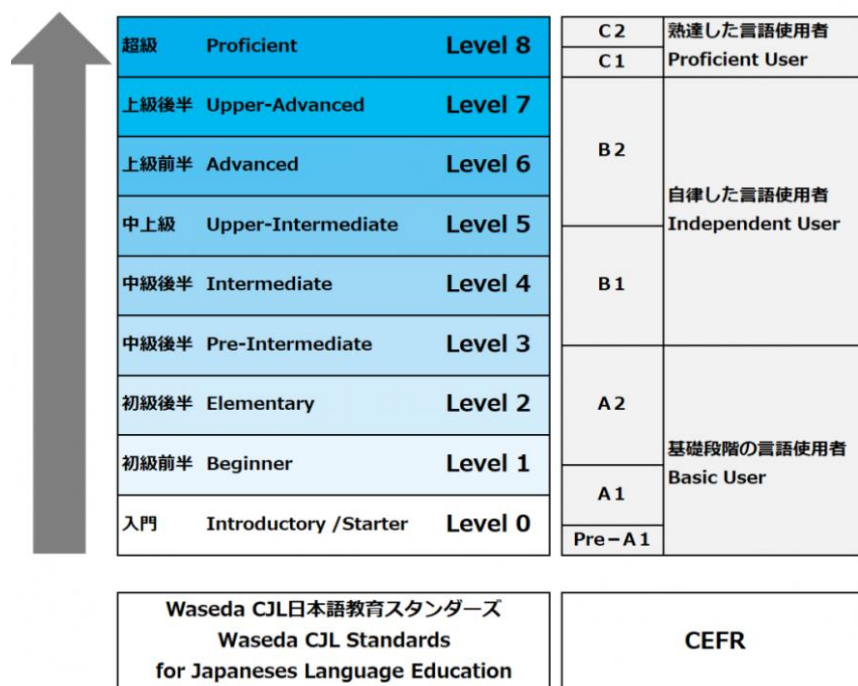 超級 Proficient Level 8
上級後半 Upper-Advanced Level 7
上級前半 Advanced Level 6
中上級 Upper-Intermediate Level 5
中級後半 Intermediate Level 4
中級後半 Pre-Intermediate Level 3
初級後半 Elementary Level 2
初級前半 Beginner Level 1
入門 Introductory /Starter Level 0
C2
C1
B2
B1
A2
A1
Pre-A1
熟達した言語使用者
Proficient User
自律した言語使用者
Independent User
基礎段階の言語使用者
Basic User
Waseda CJL日本語教育スタンダーズ
Waseda CJL Standards
for Japaneses Language Education
CEFR